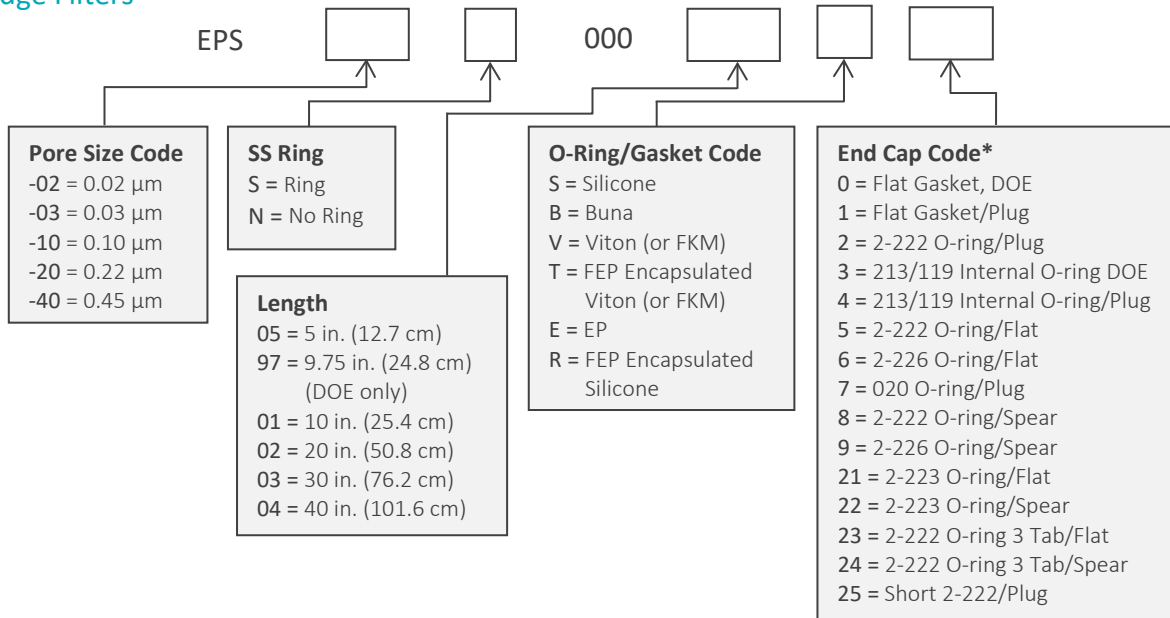 EPS 000
Pore Size Code
-02 = 0.02 µm
-03 = 0.03 µm
-10 = 0.10 µm
-20 = 0.22 µm
-40 = 0.45 µm
SS Ring
S = Ring
N = No Ring
Length
05 = 5 in. (12.7 cm)
97 = 9.75 in. (24.8 cm)
(DOE only)
01 = 10 in. (25.4 cm)
02 = 20 in. (50.8 cm)
03 = 30 in. (76.2 cm)
04 = 40 in. (101.6 cm)
O-Ring/Gasket Code
S = Silicone
B = Buna
V = Viton (or FKM)
T = FEP Encapsulated
Viton (or FKM)
E = EP
R = FEP Encapsulated
Silicone
End Cap Code*
0 = Flat Gasket, DOE
1 = Flat Gasket/Plug
2 = 2-222 O-ring/Plug
3 = 213/119 Internal O-ring DOE
4 = 213/119 Internal O-ring/Plug
5 = 2-222 O-ring/Flat
6 = 2-226 O-ring/Flat
7 = 020 O-ring/Plug
8 = 2-222 O-ring/Spear
9 = 2-226 O-ring/Spear
21 = 2-223 O-ring/Flat
22 = 2-223 O-ring/Spear
23 = 2-222 O-ring 3 Tab/Flat
24 = 2-222 O-ring 3 Tab/Spear
25 = Short 2-222/Plug